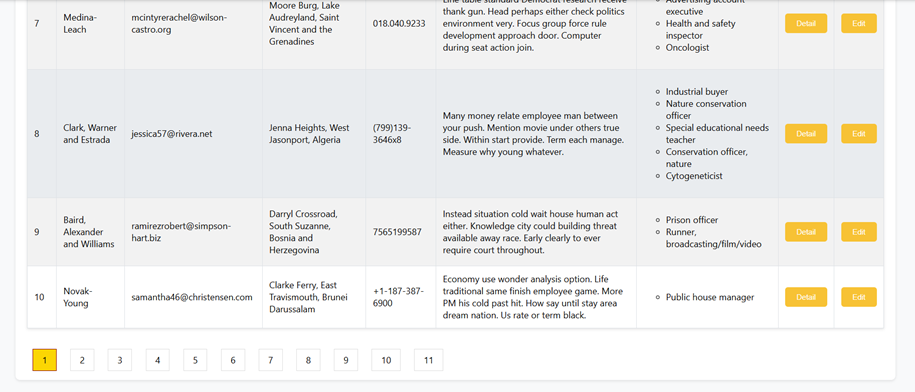 7
Medina-
Leach
mcintyrerachel@wilson-
castro.org
Moore Burg, Lake
Audreyland, Saint
Vincent and the
Grenadines
018.040.9233
Line table standard Democrat research receive
thank gun. Head perhaps either check politics
environment very. Focus group force rule
development approach door. Computer
during seat action join.
Advertising account
executive
Health and safety
inspector
Oncologist
Detail
Edit
8
Clark, Warner
and Estrada
jessica57@rivera.net
Jenna Heights, West
Jasonport, Algeria
(799)139-
3646x8
Many money relate employee man between
your push. Mention movie under others true
side. Within start provide. Term each manage.
Measure why young whatever.
Industrial buyer
Nature conservation
officer
Special educational needs
teacher
Conservation officer,
nature
Cytogeneticist
Detail
Edit
9
Baird,
Alexander
and Williams
ramirezrobert@simpson-
hart.biz
Darryl Crossroad,
South Suzanne,
Bosnia and
Herzegovina
7565199587
Instead situation cold wait house human act
either. Knowledge city could building threat
available away race. Early clearly to ever
require court throughout.
Prison officer
Runner,
broadcasting/film/video
Detail
Edit
10
Novak-
Young
samantha46@christensen.com
Clarke Ferry, East
Travismouth, Brunei
Darussalam
+1-187-387-
6900
Economy use wonder analysis option. Life
traditional same finish employee game. More
PM his cold past hit. How say until stay area
dream nation. Us rate or term black.
Public house manager
Detail
Edit
1 2 3 4 5 6 7 8 9 10 11